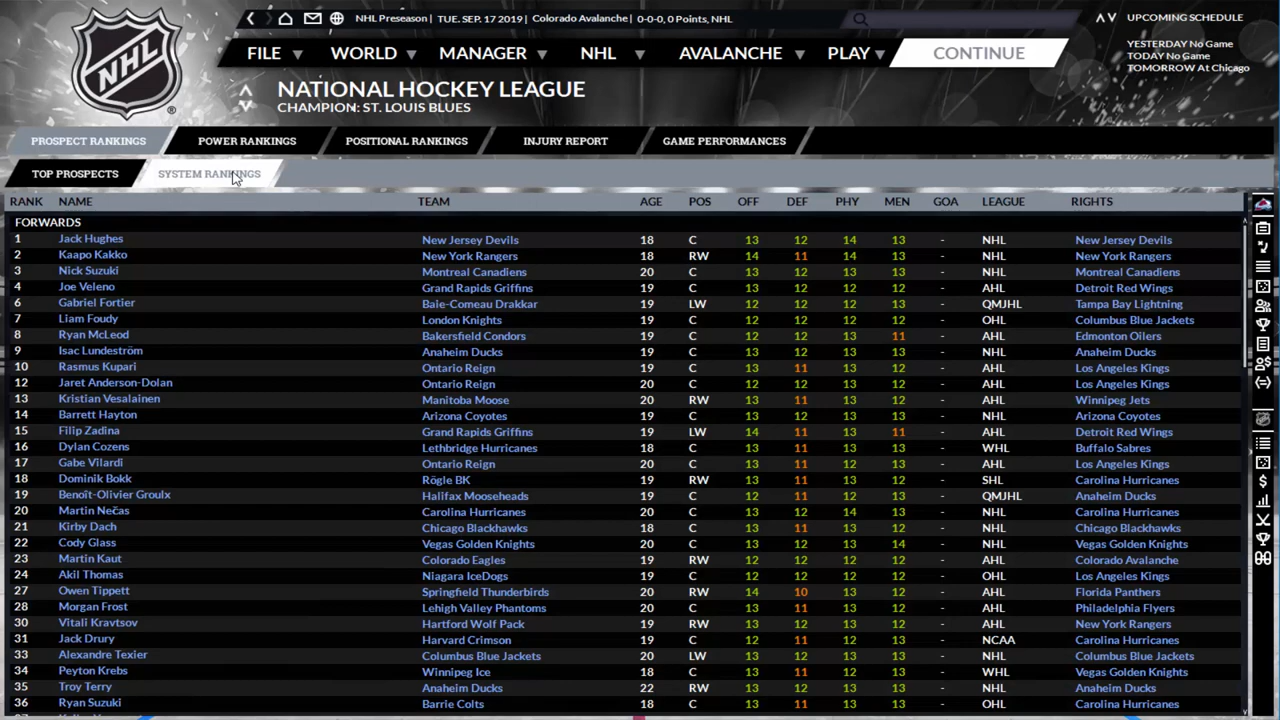 NHL Preseason | TUE. SEP. 17 2019 | Colorado Avalanche | 0-0-0, 0 Points, NHL
UPCOMING SCHEDULE
FILE WORLD MANAGER NHL AVALANCHE PLAY CONTINUE
YESTERDAY No Game
TODAY No Game
TOMORROW At Chicago
NHL
NATIONAL HOCKEY LEAGUE
CHAMPION: ST. LOUIS BLUES
PROSPECT RANKINGS POWER RANKINGS POSITIONAL RANKINGS INJURY REPORT GAME PERFORMANCES
TOP PROSPECTS SYSTEM RANKINGS
RANK NAME TEAM AGE POS OFF DEF PHY MEN GOA LEAGUE RIGHTS
FORWARDS
1 Jack Hughes New Jersey Devils 18 C 13 12 14 13 - NHL New Jersey Devils
2 Kaapo Kakko New York Rangers 18 RW 14 11 14 13 - NHL New York Rangers
3 Nick Suzuki Montreal Canadiens 20 C 13 12 13 13 - NHL Montreal Canadiens
4 Joe Veleno Grand Rapids Griffins 19 C 13 12 12 12 - AHL Detroit Red Wings
6 Gabriel Fortier Baie-Comeau Drakkar 19 LW 12 12 12 13 - QMJHL Tampa Bay Lightning
7 Liam Foudy London Knights 19 C 12 12 12 12 - OHL Columbus Blue Jackets
8 Ryan McLeod Bakersfield Condors 19 C 12 12 13 11 - AHL Edmonton Oilers
9 Isac Lundeström Anaheim Ducks 19 C 12 12 13 13 - NHL Anaheim Ducks
10 Rasmus Kupari Ontario Reign 19 C 13 11 13 12 - AHL Los Angeles Kings
12 Jaret Anderson-Dolan Ontario Reign 20 C 12 12 13 13 - AHL Los Angeles Kings
13 Kristian Vesalainen Manitoba Moose 20 RW 13 11 13 12 - AHL Winnipeg Jets
14 Barrett Hayton Arizona Coyotes 19 C 13 12 13 13 - NHL Arizona Coyotes
15 Filip Zadina Grand Rapids Griffins 19 LW 14 11 13 11 - AHL Detroit Red Wings
16 Dylan Cozens Lethbridge Hurricanes 18 C 13 11 13 12 - WHL Buffalo Sabres
17 Gabe Vilardi Ontario Reign 20 C 13 11 12 13 - AHL Los Angeles Kings
18 Dominik Bokk Rögle BK 19 RW 13 11 13 12 - SHL Carolina Hurricanes
19 Benoît-Olivier Groulx Halifax Mooseheads 19 C 12 11 12 13 - QMJHL Anaheim Ducks
20 Martin Nečas Carolina Hurricanes 20 C 13 12 14 13 - NHL Carolina Hurricanes
21 Kirby Dach Chicago Blackhawks 18 C 13 11 13 12 - NHL Chicago Blackhawks
22 Cody Glass Vegas Golden Knights 20 C 13 12 13 14 - NHL Vegas Golden Knights
23 Martin Kaut Colorado Eagles 19 RW 12 12 13 12 - AHL Colorado Avalanche
24 Akil Thomas Niagara IceDogs 19 C 12 12 12 12 - OHL Los Angeles Kings
27 Owen Tippett Springfield Thunderbirds 20 RW 14 10 13 12 - AHL Florida Panthers
28 Morgan Frost Lehigh Valley Phantoms 20 C 13 11 13 12 - AHL Philadelphia Flyers
30 Vitali Kravtsov Hartford Wolf Pack 19 RW 13 12 13 12 - AHL New York Rangers
31 Jack Drury Harvard Crimson 19 C 12 11 12 13 - NCAA Carolina Hurricanes
33 Alexandre Texier Columbus Blue Jackets 20 LW 13 12 13 13 - NHL Columbus Blue Jackets
34 Peyton Krebs Winnipeg Ice 18 C 13 11 12 13 - WHL Vegas Golden Knights
35 Troy Terry Anaheim Ducks 22 RW 13 12 13 13 - NHL Anaheim Ducks
36 Ryan Suzuki Barrie Colts 18 C 13 11 13 12 - OHL Carolina Hurricanes